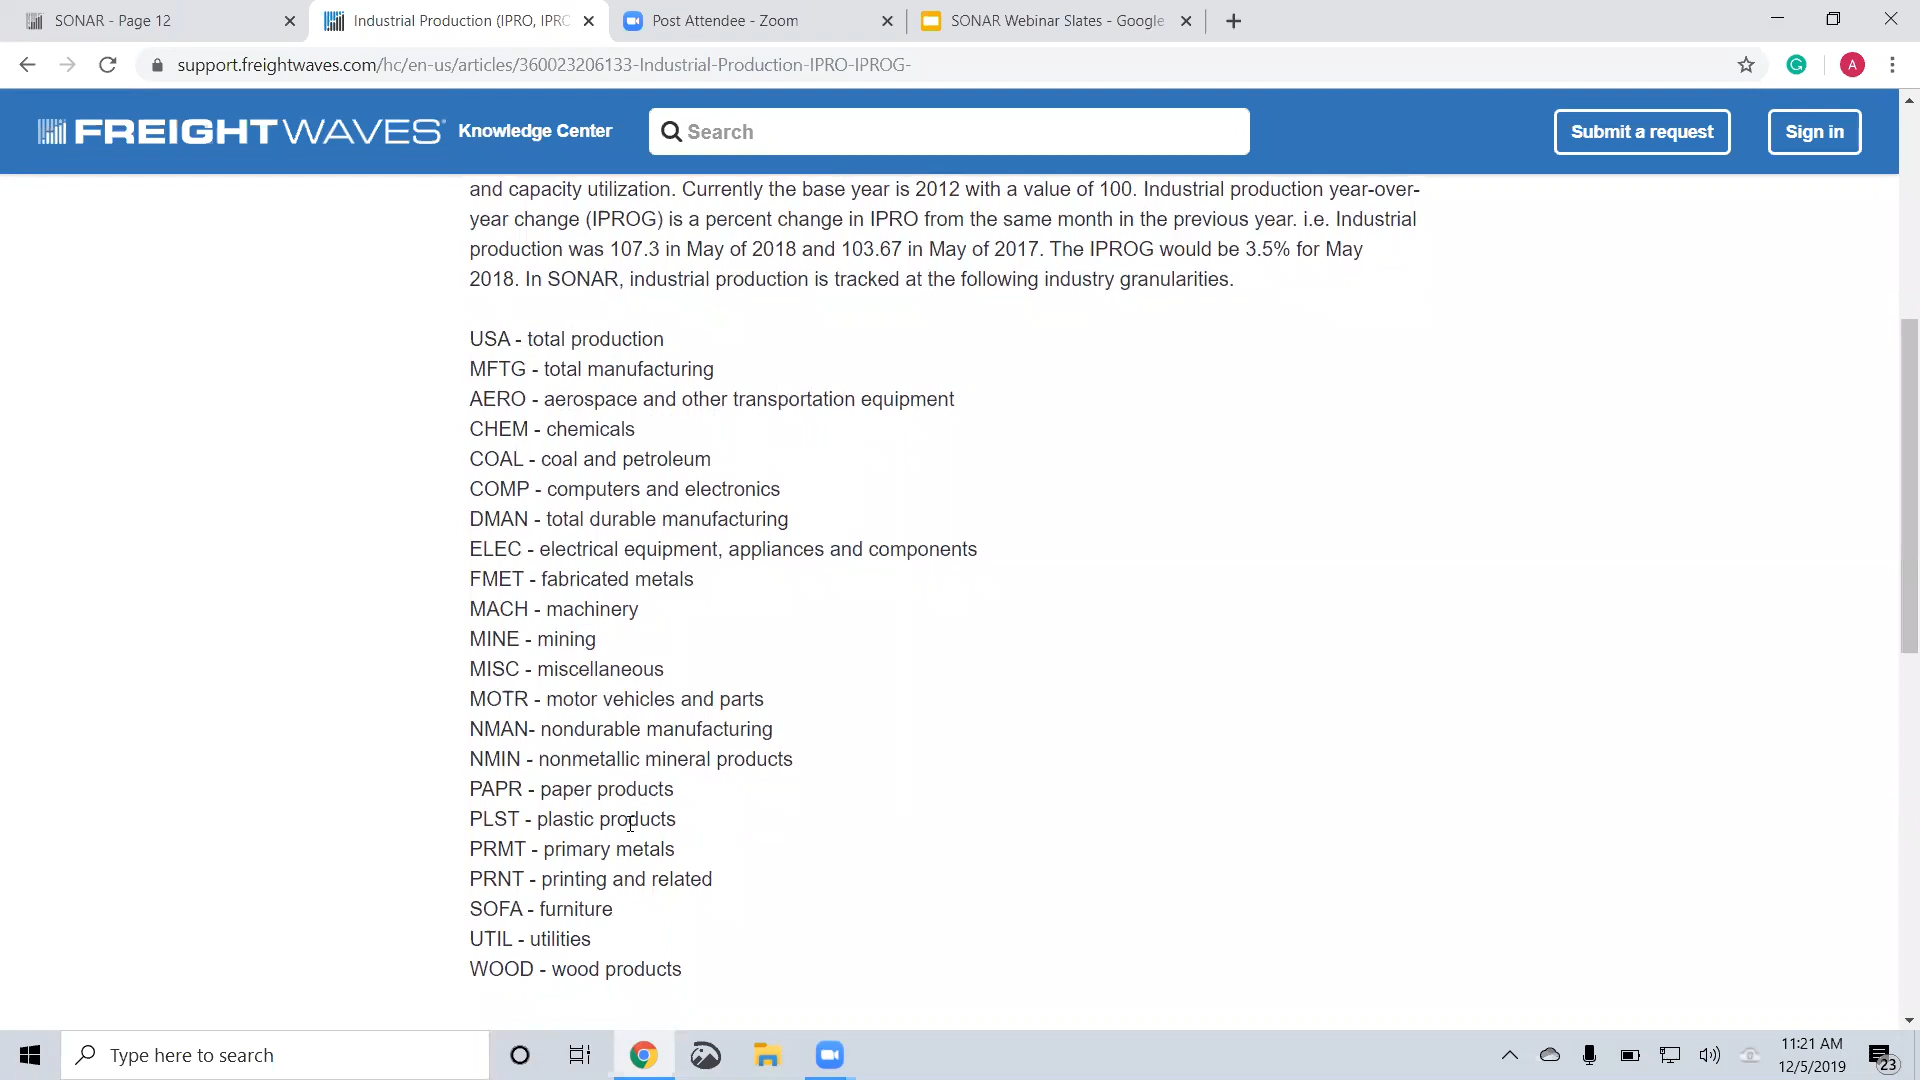 SONAR - Page 12
Industrial Production (IPRO, IPRO
Post Attendee - Zoom
SONAR Webinar Slates - Google
support.freightwaves.com/hc/en-us/articles/360023206133-Industrial-Production-IPRO-IPROG-
A
FREIGHTWAVES Knowledge Center
Search
Submit a request
Sign in
and capacity utilization. Currently the base year is 2012 with a value of 100. Industrial production year-over-
year change (IPROG) is a percent change in IPRO from the same month in the previous year. i.e. Industrial
production was 107.3 in May of 2018 and 103.67 in May of 2017. The IPROG would be 3.5% for May
2018. In SONAR, industrial production is tracked at the following industry granularities.
USA - total production
MFTG - total manufacturing
AERO - aerospace and other transportation equipment
CHEM - chemicals
COAL - coal and petroleum
COMP - computers and electronics
DMAN - total durable manufacturing
ELEC - electrical equipment, appliances and components
FMET - fabricated metals
MACH - machinery
MINE - mining
MISC - miscellaneous
MOTR - motor vehicles and parts
NMAN- nondurable manufacturing
NMIN - nonmetallic mineral products
PAPR - paper products
PLST - plastic products
PRMT - primary metals
PRNT - printing and related
SOFA - furniture
UTIL - utilities
WOOD - wood products
Type here to search
11:21 AM
12/5/2019
23